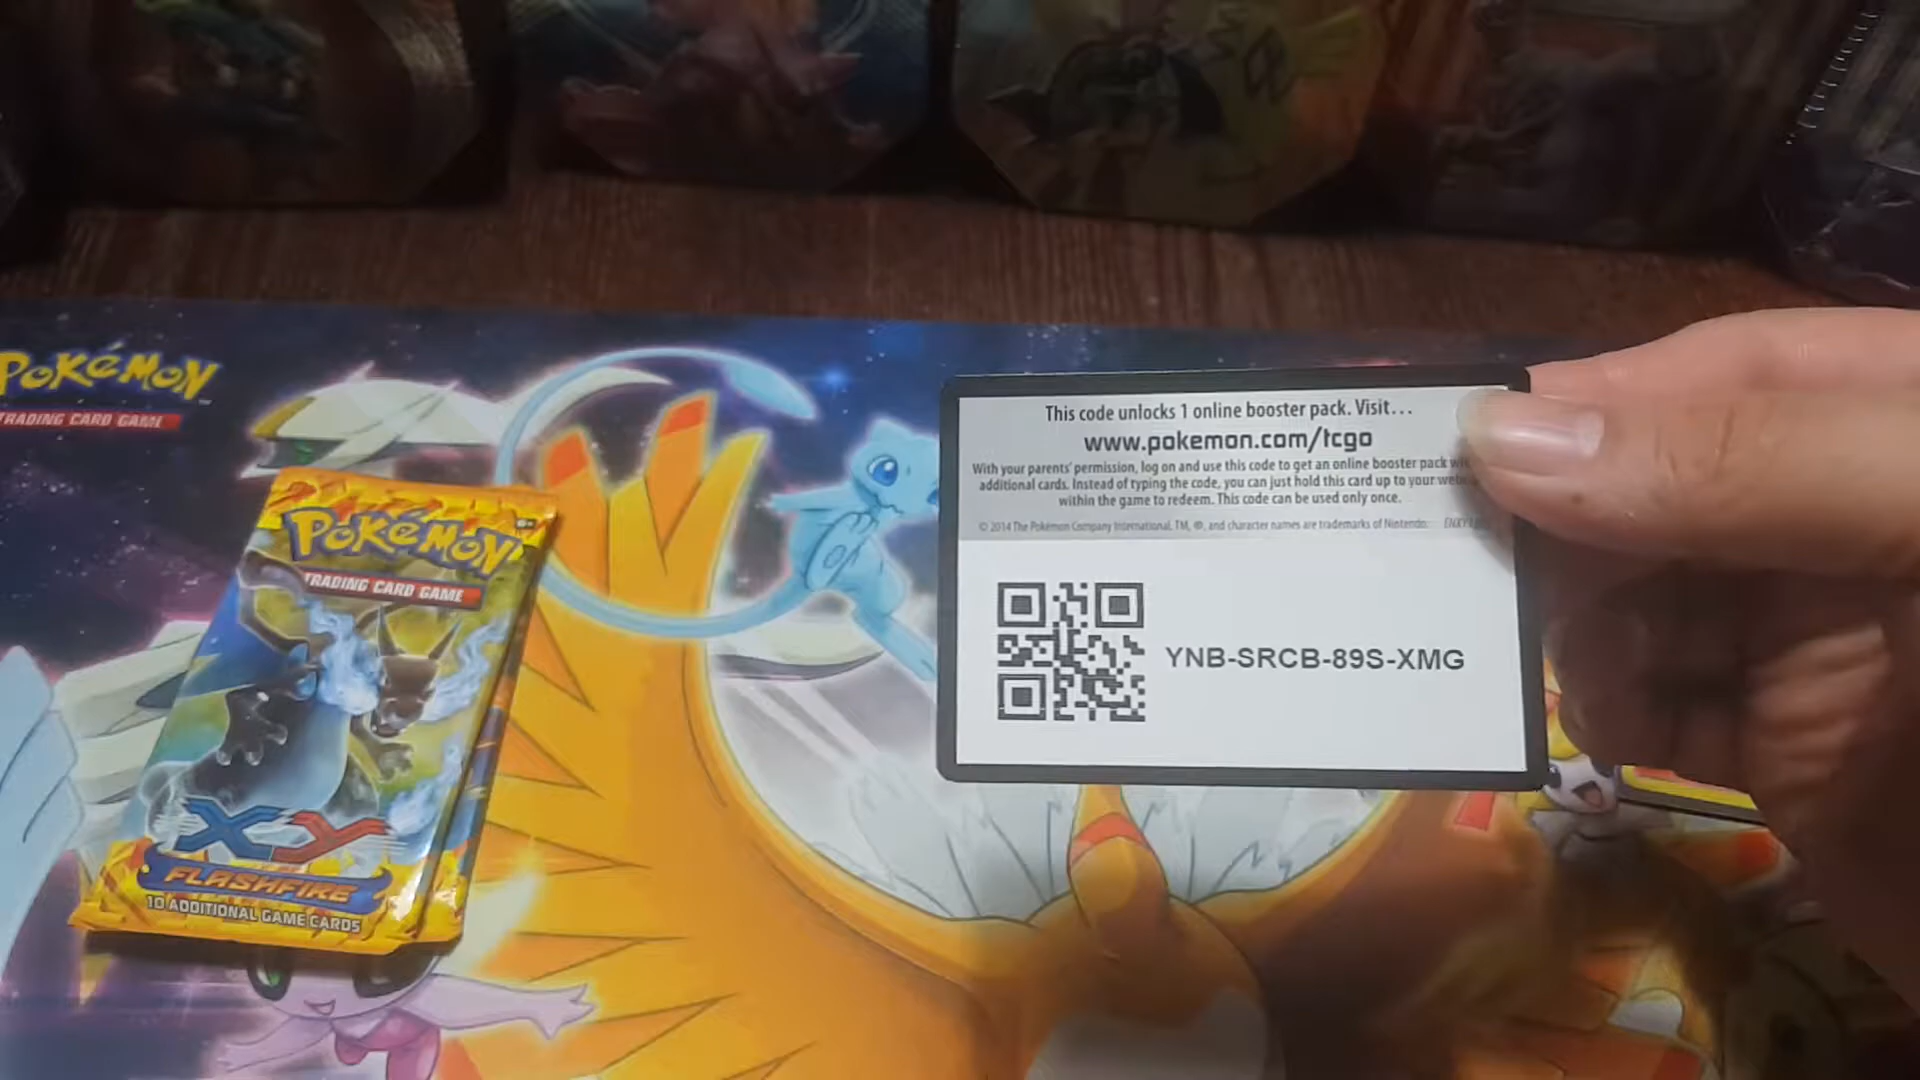 POKéMON
TRADING CARD GAME
POKéMON
TRADING CARD GAME
XY
FLASHFIRE
10 ADDITIONAL GAME CARDS
This code unlocks 1 online booster pack. Visit...
www.pokemon.com/tcgo
With your parents' permission, log on and use this code to get an online booster pack
additional cards. Instead of typing the code, you can just hold this card up to your
within the game to redeem. This code can be used only once.
© 2014 The Pokémon Company International. TM, ®, and character names are trademarks of Nintendo.
YNB-SRCB-89S-XMG